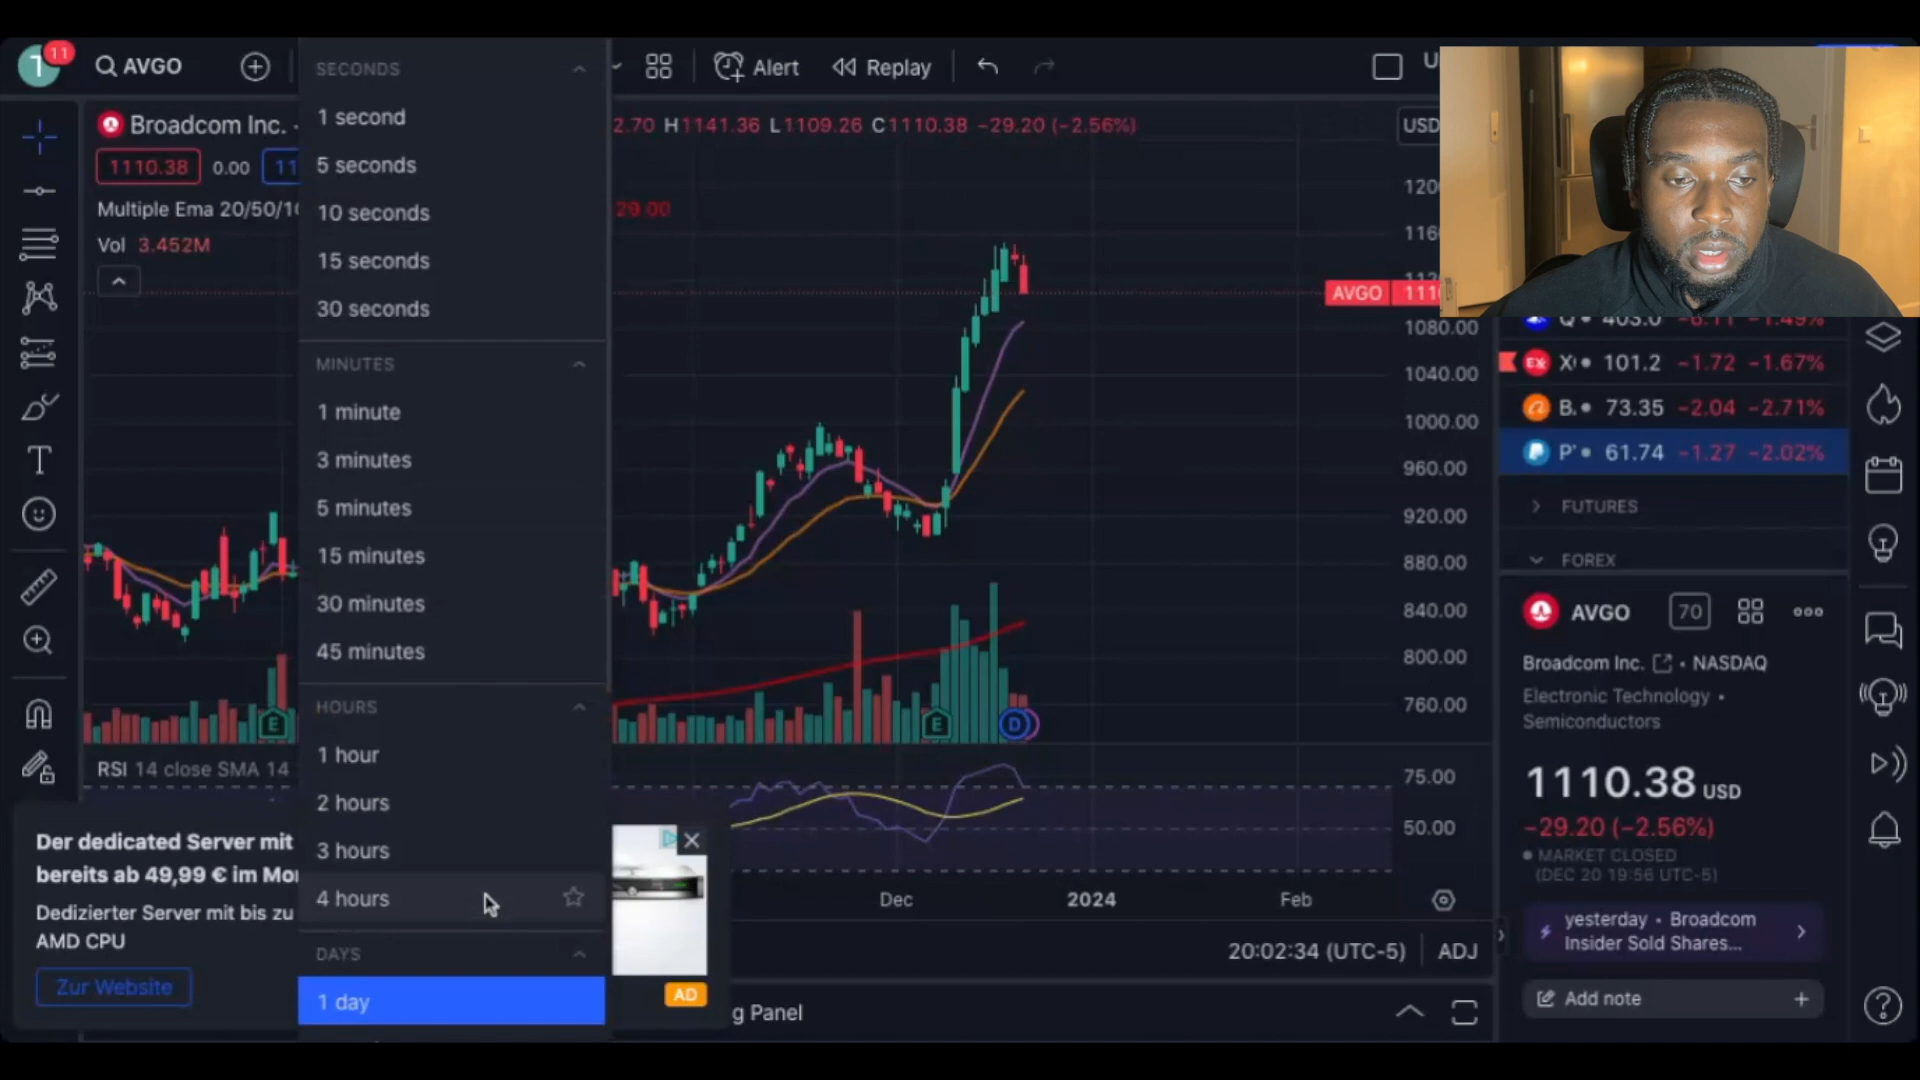 11
AVGO
Alert
Replay
Broadcom Inc.
2.70 H1141.36 L1109.26 C1110.38 −29.20 (−2.56%)
USD
1110.38
0.00
Multiple Ema 20/50/10
29.00
Vol 3.452M
SECONDS
1 second
5 seconds
10 seconds
15 seconds
30 seconds
MINUTES
1 minute
3 minutes
5 minutes
15 minutes
30 minutes
45 minutes
HOURS
1 hour
2 hours
3 hours
4 hours
DAYS
1 day
AVGO
1080.00
1040.00
1000.00
960.00
920.00
880.00
840.00
800.00
760.00
E
E
D
RSI 14 close SMA 14
75.00
50.00
Dec
2024
Feb
20:02:34 (UTC-5)
ADJ
g Panel
Der dedicated Server mit
bereits ab 49,99 € im Mo
Dedizierter Server mit bis zu
AMD CPU
Zur Website
AD
X 101.2 −1.72 −1.67%
B. 73.35 −2.04 −2.71%
P 61.74 −1.27 −2.02%
FUTURES
FOREX
AVGO
70
Broadcom Inc. • NASDAQ
Electronic Technology •
Semiconductors
1110.38 USD
−29.20 (−2.56%)
MARKET CLOSED
(DEC 20 19:56 UTC-5)
yesterday • Broadcom
Insider Sold Shares...
Add note